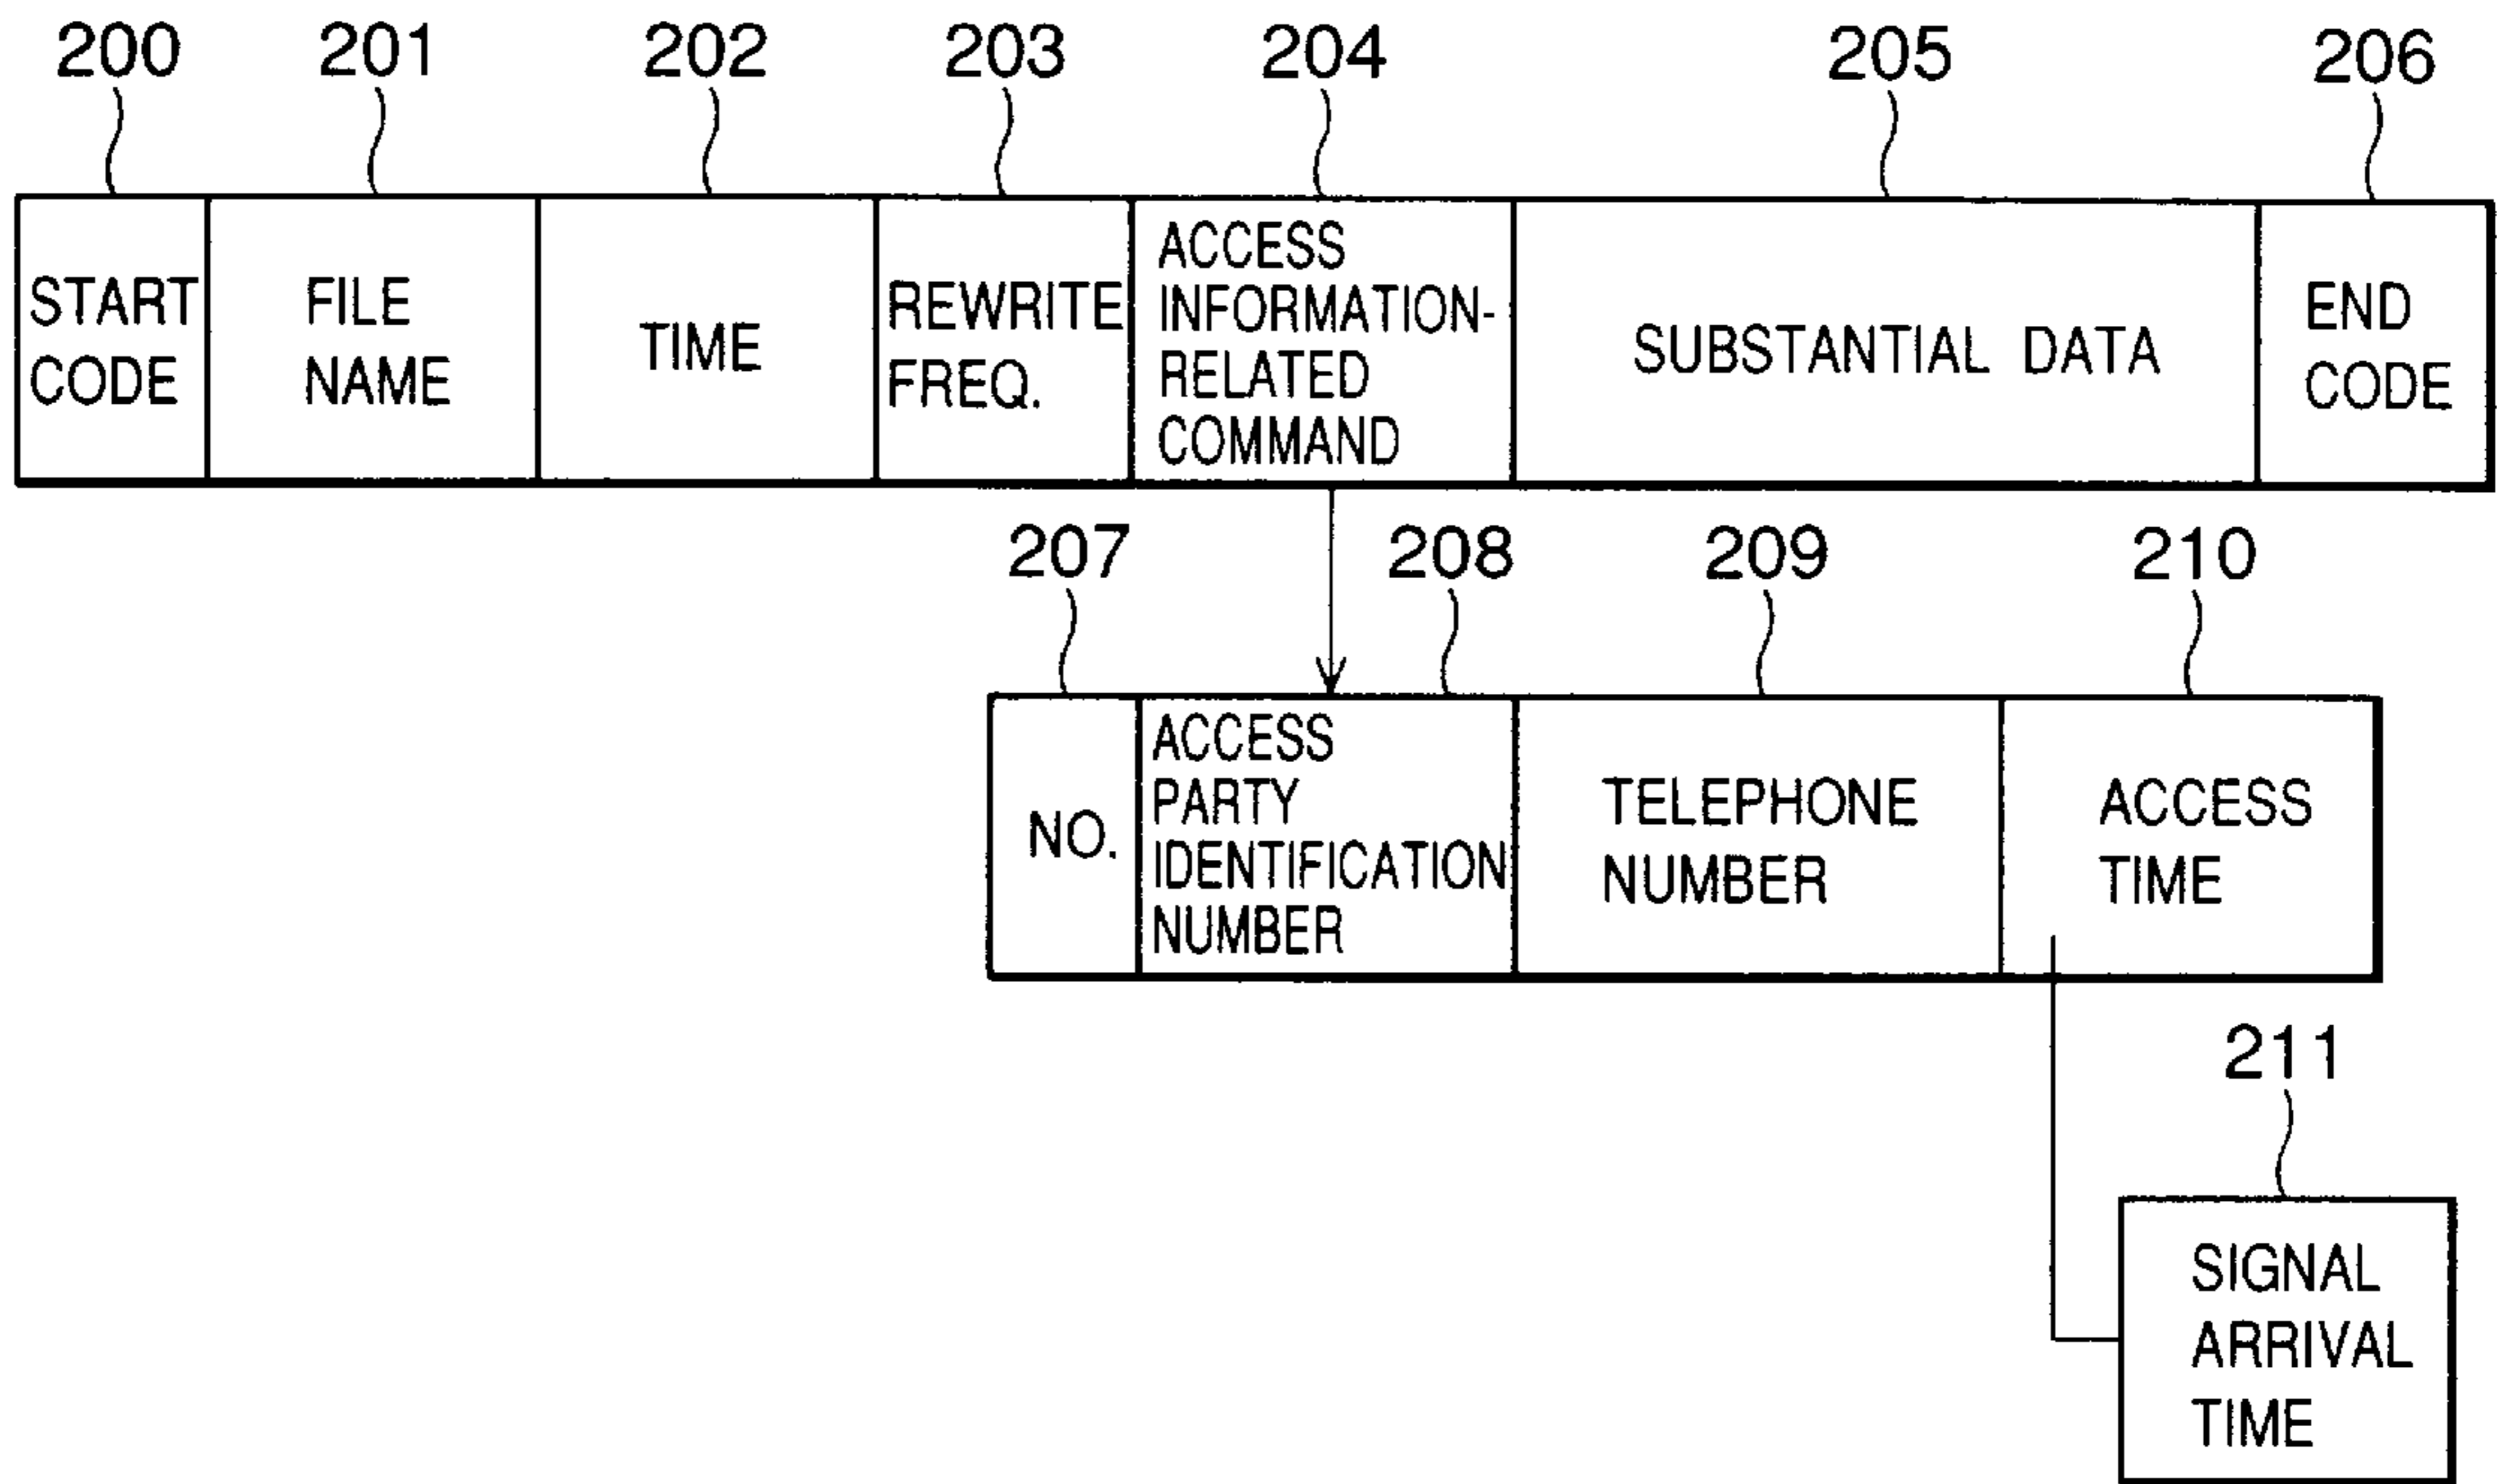 200 201 202 203 204 205 206
START
CODE
FILE
NAME
TIME
REWRITE
FREQ.
ACCESS
INFORMATION-
RELATED
COMMAND
SUBSTANTIAL DATA
END
CODE
207 208 209 210
NO.
ACCESS
PARTY
IDENTIFICATION
NUMBER
TELEPHONE
NUMBER
ACCESS
TIME
211
SIGNAL
ARRIVAL
TIME